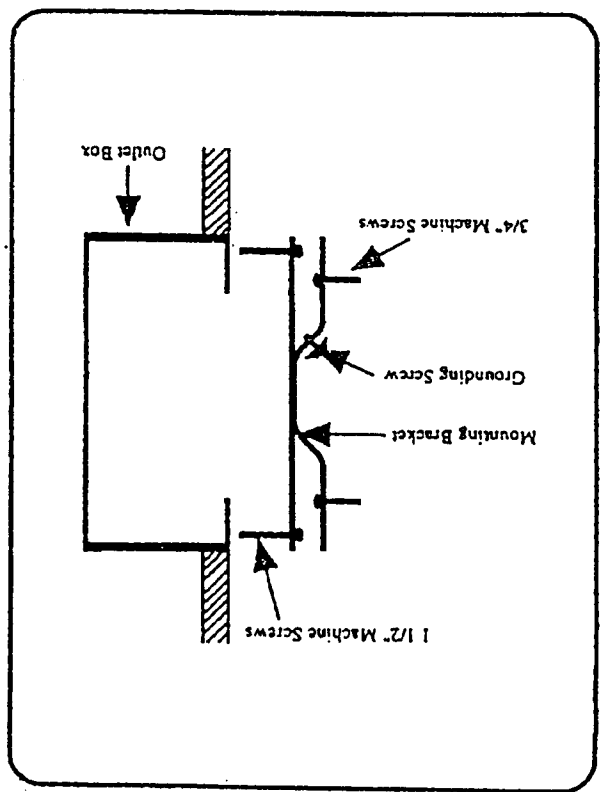 1 1/2" Machine Screws
Mounting Bracket
Grounding Screw
3/4" Machine Screws
Outlet Box